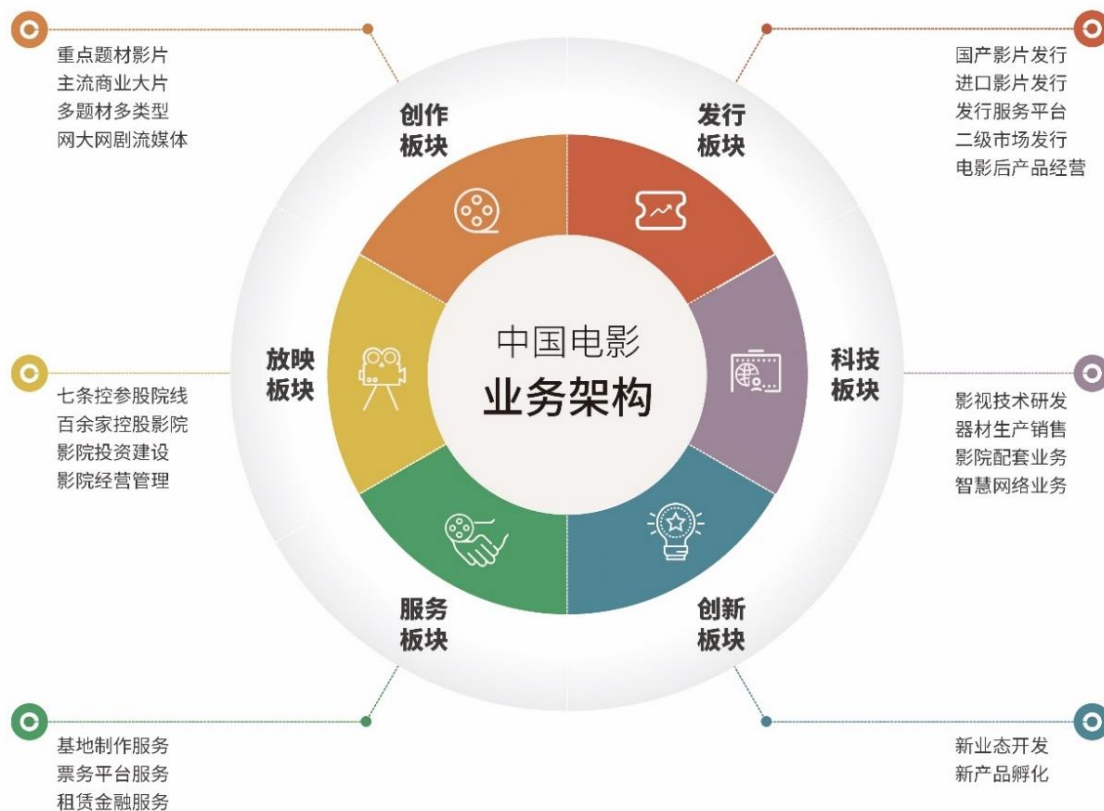 重点题材影片
主流商业大片
多题材多类型
网大网剧流媒体
创作
板块
发行
板块
国产影片发行
进口影片发行
发行服务平台
二级市场发行
电影后产品经营
中国电影
业务架构
放映
板块
七条控参股院线
百余家控股影院
影院投资建设
影院经营管理
科技
板块
影视技术研发
器材生产销售
影院配套业务
智慧网络业务
服务
板块
基地制作服务
票务平台服务
租赁金融服务
创新
板块
新业态开发
新产品孵化